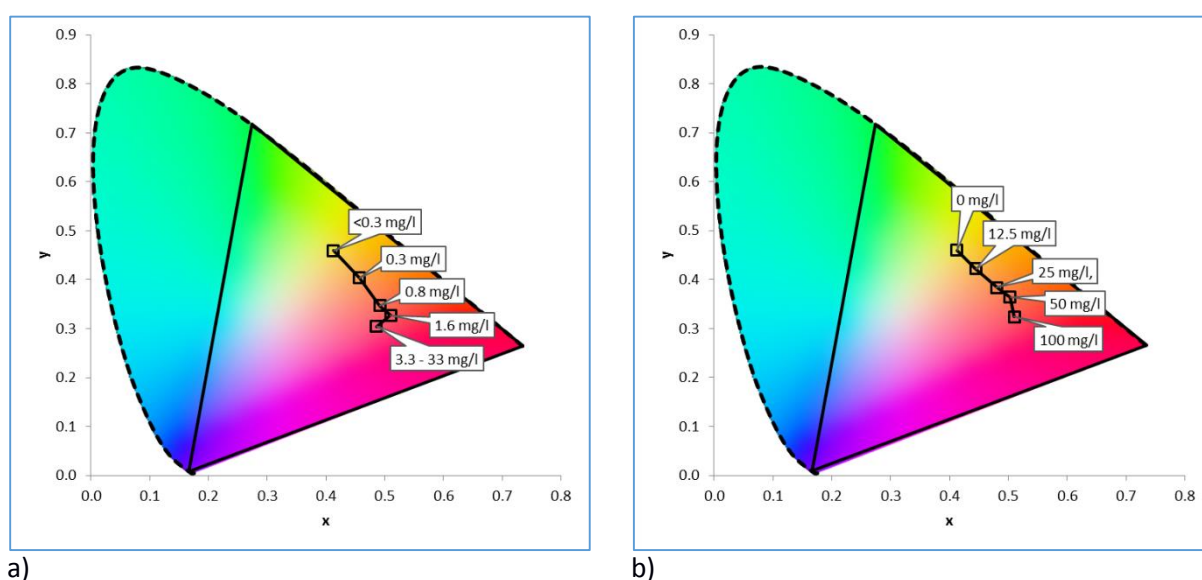 0.9
0.8
0.7
0.6
0.5
0.4
0.3
0.2
0.1
0.0
y
0.0 0.1 0.2 0.3 0.4 0.5 0.6 0.7 0.8
x
<0.3 mg/l
0.3 mg/l
0.8 mg/l
1.6 mg/l
3.3 - 33 mg/l
a)
0.9
0.8
0.7
0.6
0.5
0.4
0.3
0.2
0.1
0.0
y
0.0 0.1 0.2 0.3 0.4 0.5 0.6 0.7 0.8
x
0 mg/l
12.5 mg/l
25 mg/l,
50 mg/l
100 mg/l
b)